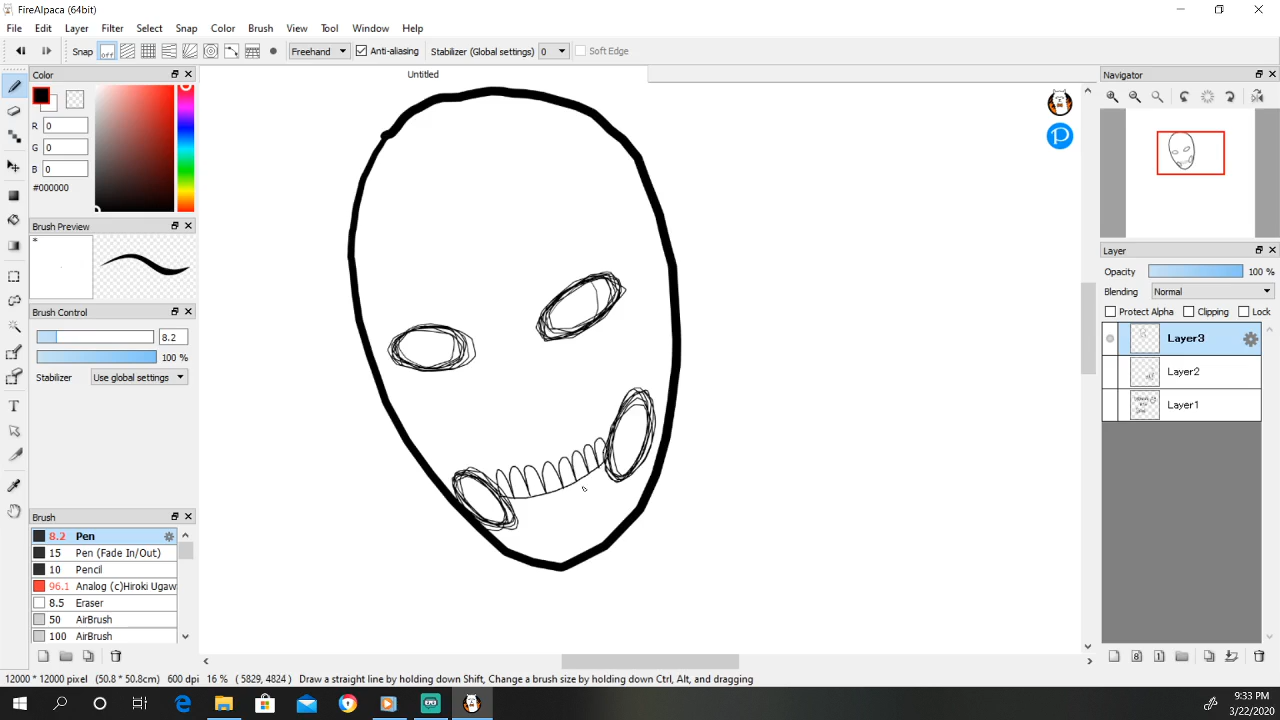 FireAlpaca (64bit)
File Edit Layer Filter Select Snap Color Brush View Tool Window Help
Snap off Freehand Anti-aliasing Stabilizer (Global settings) 0 Soft Edge
Color
Untitled
Navigator
R 0
G 0
B 0
#000000
Brush Preview
Brush Control
8.2
100 %
Stabilizer Use global settings
Brush
8.2 Pen
15 Pen (Fade In/Out)
10 Pencil
96.1 Analog (c)Hiroki Ugaw
8.5 Eraser
50 AirBrush
100 AirBrush
Layer
Opacity 100 %
Blending Normal
Protect Alpha Clipping Lock
Layer3
Layer2
Layer1
12000 * 12000 pixel (50.8 * 50.8cm) 600 dpi 16 % (5829, 4824) Draw a straight line by holding down Shift, Change a brush size by holding down Ctrl, Alt, and dragging
9:33 PM
3/22/2020